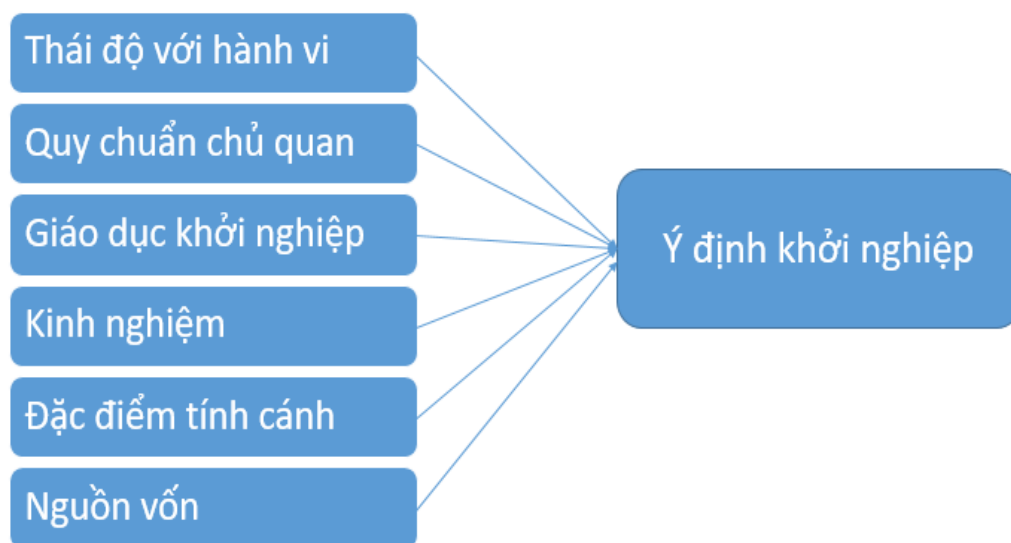 Thái độ với hành vi
Quy chuẩn chủ quan
Giáo dục khởi nghiệp
Kinh nghiệm
Đặc điểm tính cánh
Nguồn vốn
Ý định khởi nghiệp